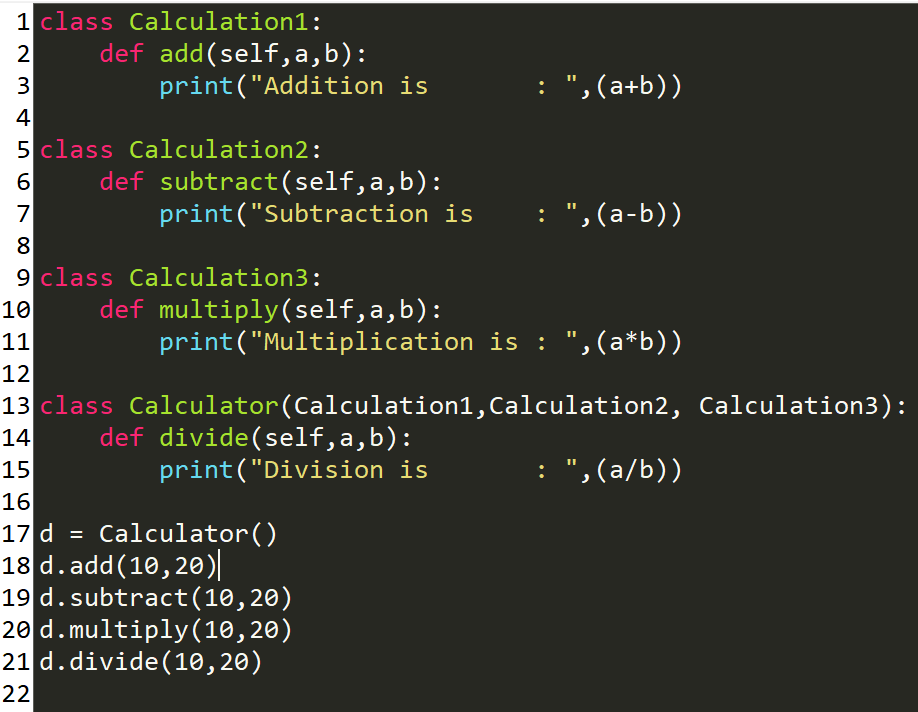 1 class Calculation1:
2     def add(self,a,b):
3         print("Addition is       : ",(a+b))
4
5 class Calculation2:
6     def subtract(self,a,b):
7         print("Subtraction is    : ",(a-b))
8
9 class Calculation3:
10     def multiply(self,a,b):
11         print("Multiplication is : ",(a*b))
12
13 class Calculator(Calculation1,Calculation2, Calculation3):
14     def divide(self,a,b):
15         print("Division is       : ",(a/b))
16
17 d = Calculator()
18 d.add(10,20)
19 d.subtract(10,20)
20 d.multiply(10,20)
21 d.divide(10,20)
22